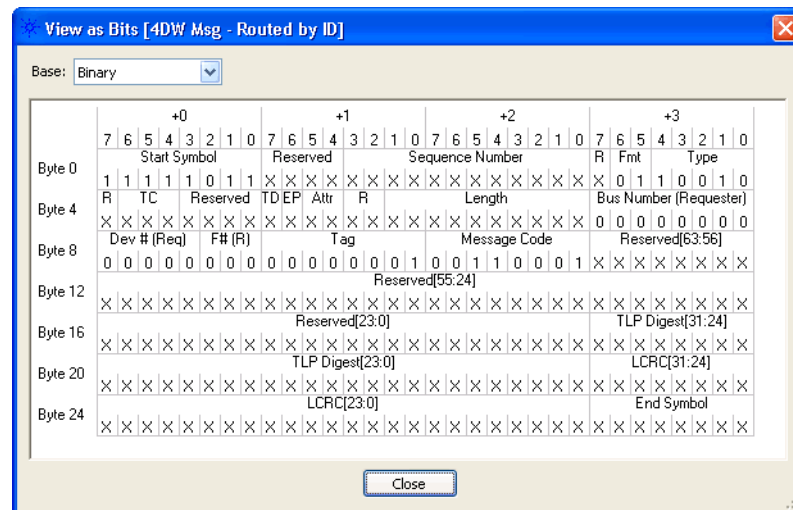 View as Bits [4DW Msg - Routed by ID]
Base: Binary
+0 +1 +2 +3
7 6 5 4 3 2 1 0 7 6 5 4 3 2 1 0 7 6 5 4 3 2 1 0 7 6 5 4 3 2 1 0
Byte 0 Start Symbol Reserved Sequence Number R Fmt Type
1 1 1 1 1 0 1 1 X X X X X X X X X X X X X X X X X 0 1 1 0 0 1 0
Byte 4 R TC Reserved TD EP Attr R Length Bus Number (Requester)
X X X X X X X X X X X X X X X X X X X X X X X X 0 0 0 0 0 0 0 0
Byte 8 Dev # (Req) F# (R) Tag Message Code Reserved[63:56]
0 0 0 0 0 0 0 0 0 0 0 0 0 0 0 1 0 0 1 1 0 0 0 1 X X X X X X X X
Byte 12 Reserved[55:24]
X X X X X X X X X X X X X X X X X X X X X X X X X X X X X X X X
Byte 16 Reserved[23:0] TLP Digest[31:24]
X X X X X X X X X X X X X X X X X X X X X X X X X X X X X X X X
Byte 20 TLP Digest[23:0] LCRC[31:24]
X X X X X X X X X X X X X X X X X X X X X X X X X X X X X X X X
Byte 24 LCRC[23:0] End Symbol
X X X X X X X X X X X X X X X X X X X X X X X X X X X X X X X X
Close